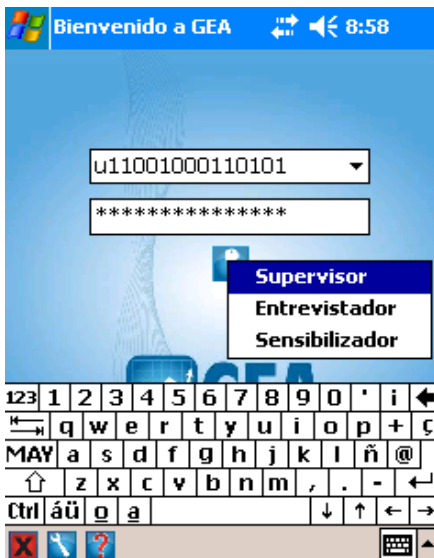 Bienvenido a GEA 8:58
u11001000110101
***************
Supervisor
Entrevistador
Sensibilizador
GEA
123 1 2 3 4 5 6 7 8 9 0 ' ¡
q w e r t y u i o p + ç
MAY a s d f g h j k l ñ @
z x c v b n m , . -
Ctrl áü º ª